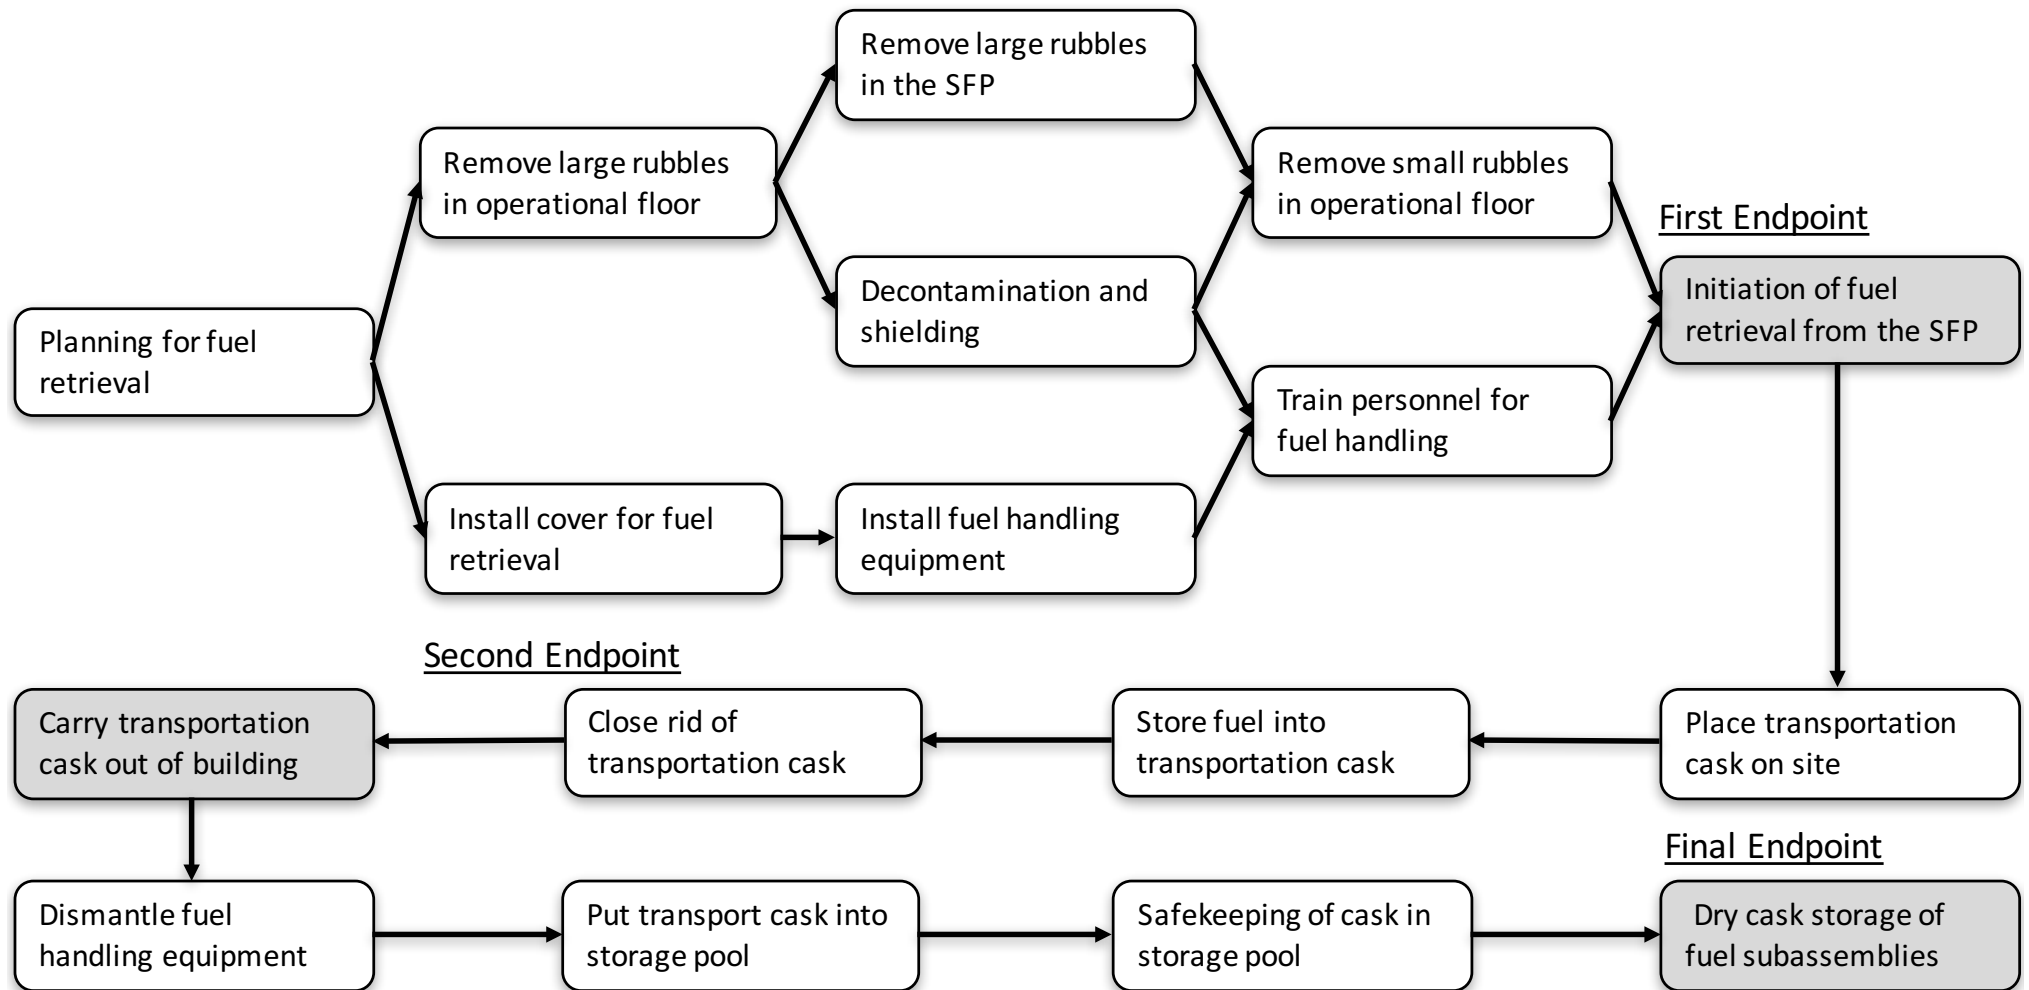 Remove large rubbles
in the SFP
Remove large rubbles
in operational floor
Remove small rubbles
in operational floor
First Endpoint
Decontamination and
shielding
Initiation of fuel
retrieval from the SFP
Planning for fuel
retrieval
Train personnel for
fuel handling
Install cover for fuel
retrieval
Install fuel handling
equipment
Second Endpoint
Carry transportation
cask out of building
Close rid of
transportation cask
Store fuel into
transportation cask
Place transportation
cask on site
Final Endpoint
Dismantle fuel
handling equipment
Put transport cask into
storage pool
Safekeeping of cask in
storage pool
Dry cask storage of
fuel subassemblies